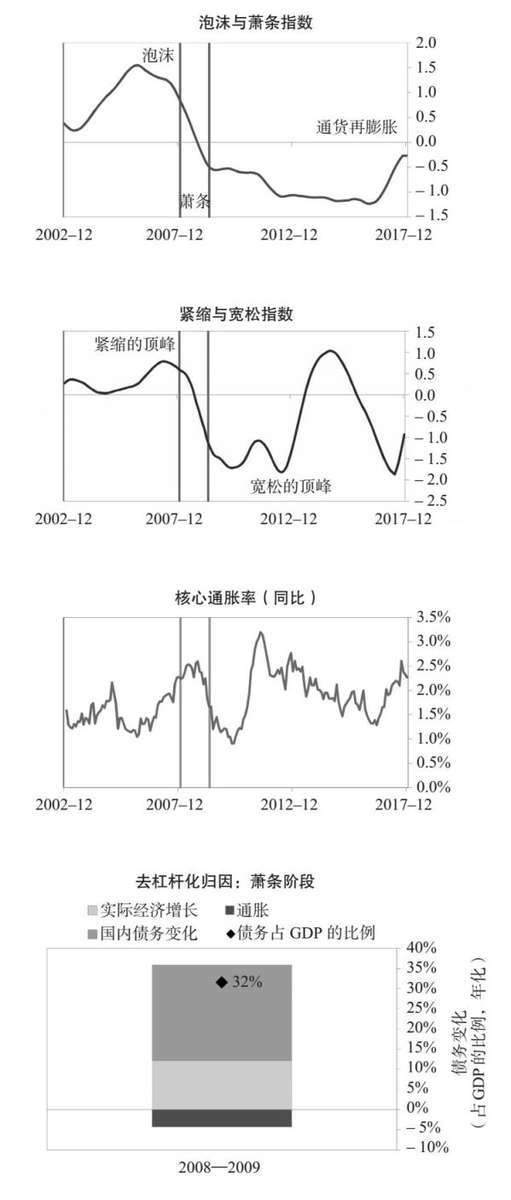 泡沫与萧条指数
2.0
泡沫
1.5
1.0
0.5
通货再膨胀
0.0
－0.5
萧条
－1.0
－1.5
2002–12 2007–12 2012–12 2017–12
紧缩与宽松指数
1.5
紧缩的顶峰
1.0
0.5
0.0
－0.5
－1.0
－1.5
宽松的顶峰
－2.0
－2.5
2002–12 2007–12 2012–12 2017–12
核心通胀率（同比）
3.5%
3.0%
2.5%
2.0%
1.5%
1.0%
0.5%
0.0%
2002–12 2007–12 2012–12 2017–12
去杠杆化归因：萧条阶段
实际经济增长 通胀
国内债务变化 债务占 GDP 的比例
40%
35%
32%
30%
25%
20%
15%
10%
5%
0%
－5%
－10%
债务变化
（占GDP的比例，年化）
2008—2009